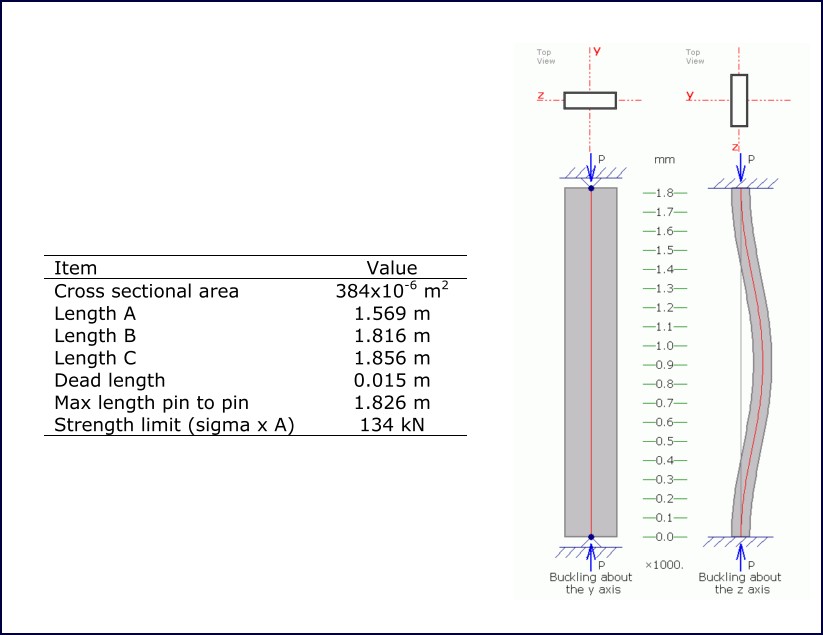 Item Value
Cross sectional area 384x10-6 m2
Length A 1.569 m
Length B 1.816 m
Length C 1.856 m
Dead length 0.015 m
Max length pin to pin 1.826 m
Strength limit (sigma x A) 134 kN
Top
View
y
z
P
Top
View
y
z
P
mm
1.8
1.7
1.6
1.5
1.4
1.3
1.2
1.1
1.0
0.9
0.8
0.7
0.6
0.5
0.4
0.3
0.2
0.1
0.0
×1000.
P
Buckling about
the y axis
P
Buckling about
the z axis